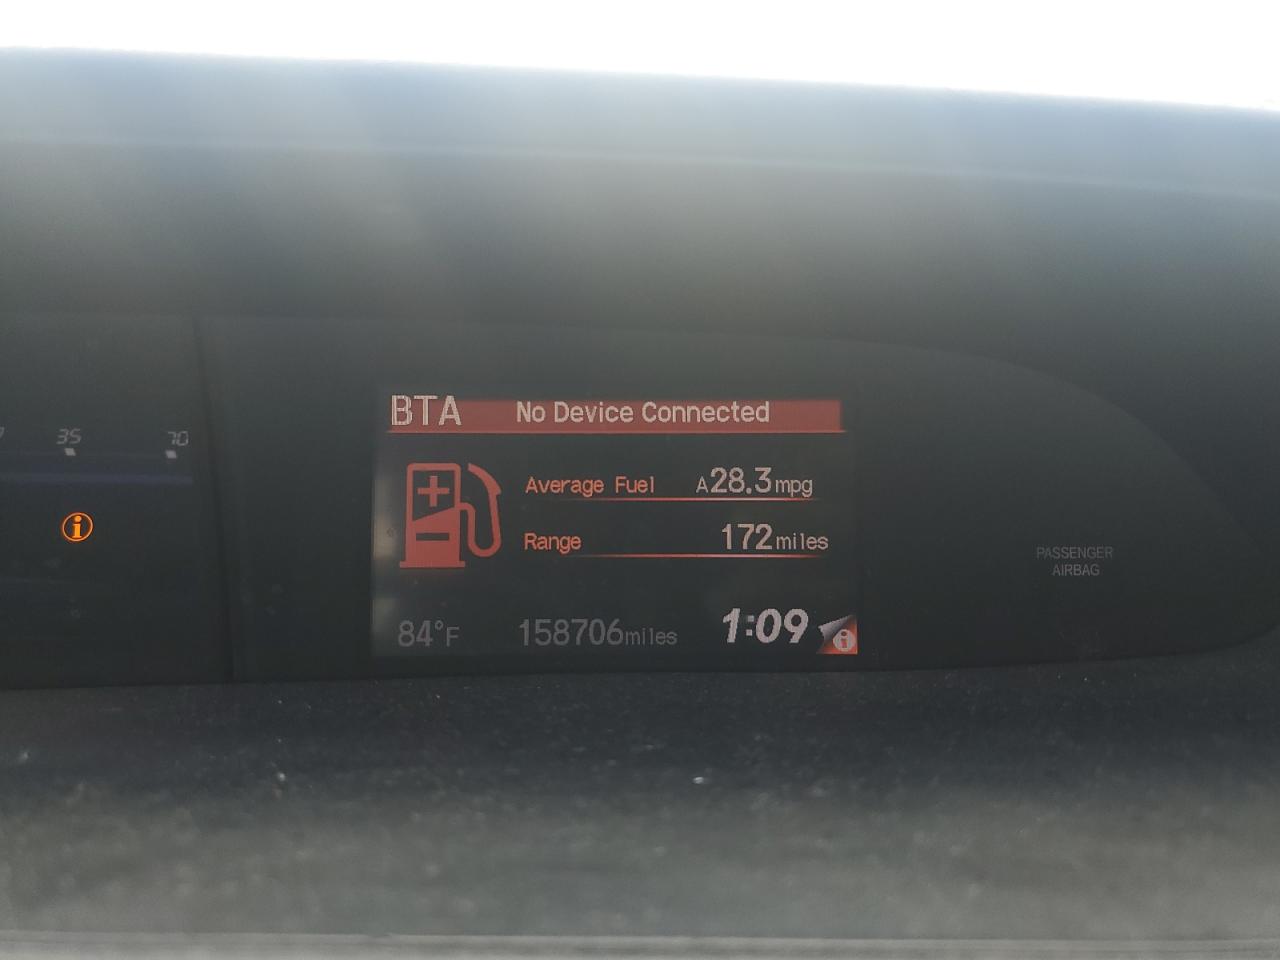 BTA No Device Connected
35 70
Average Fuel A28.3mpg
Range 172miles
PASSENGER
AIRBAG
84°F 158706miles 1:09